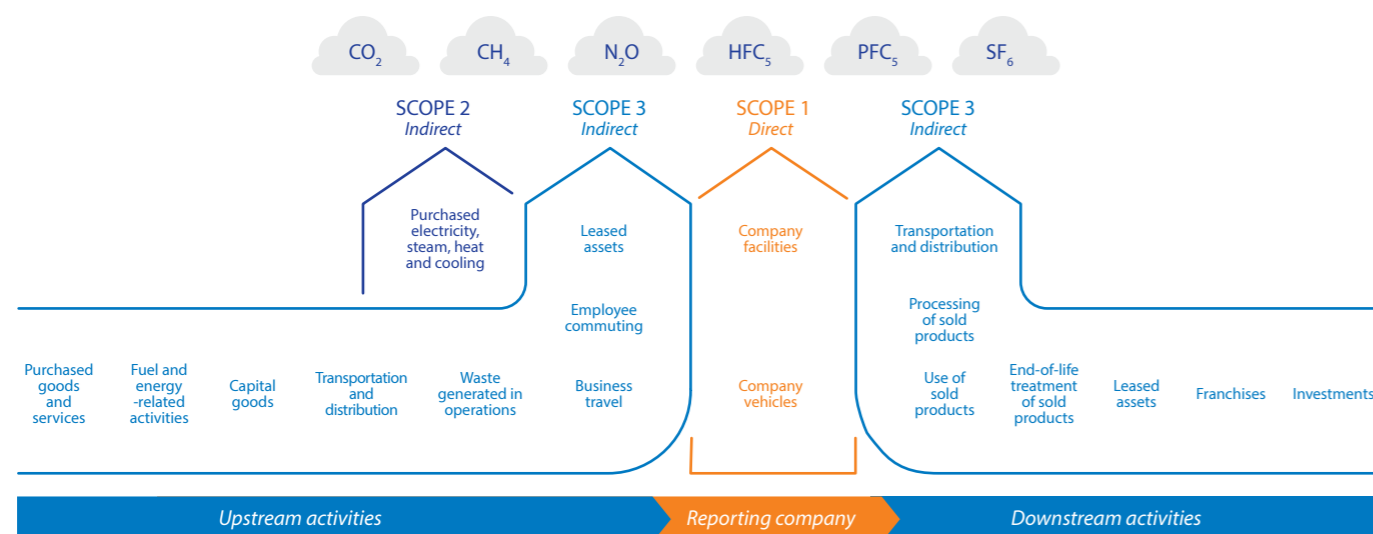 CO2
CH4
N2O
HFC5
PFC5
SF6
SCOPE 2
Indirect
SCOPE 3
Indirect
SCOPE 1
Direct
SCOPE 3
Indirect
Purchased
electricity,
steam, heat
and cooling
Leased
assets
Company
facilities
Transportation
and distribution
Employee
commuting
Processing
of sold
products
Purchased
goods
and
services
Fuel and
energy
-related
activities
Capital
goods
Transportation
and
distribution
Waste
generated in
operations
Business
travel
Company
vehicles
Use of
sold
products
End-of-life
treatment
of sold
products
Leased
assets
Franchises
Investments
Upstream activities
Reporting company
Downstream activities